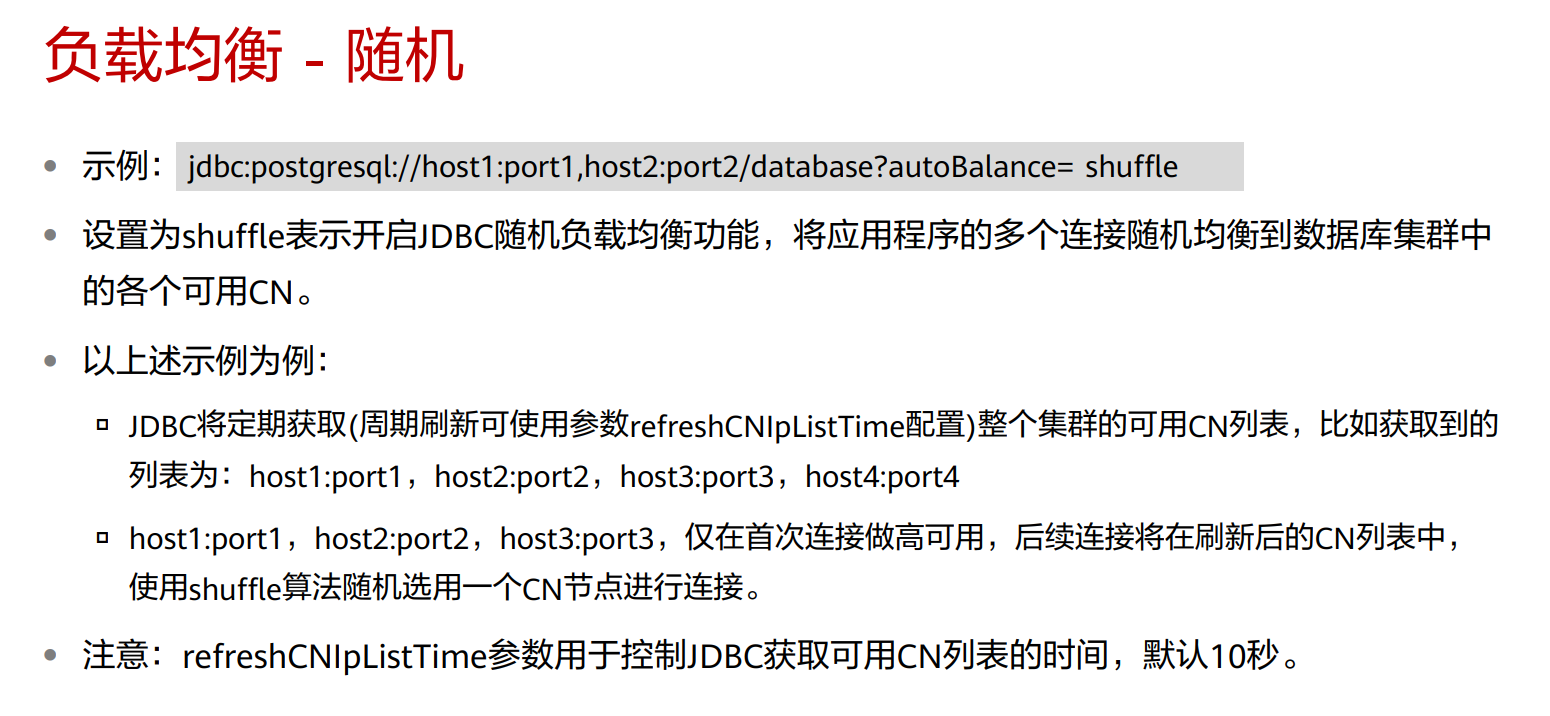 负载均衡 - 随机
• 示例：jdbc:postgresql://host1:port1,host2:port2/database?autoBalance= shuffle
• 设置为shuffle表示开启JDBC随机负载均衡功能，将应用程序的多个连接随机均衡到数据库集群中
的各个可用CN。
• 以上述示例为例：
▫ JDBC将定期获取(周期刷新可使用参数refreshCNIpListTime配置)整个集群的可用CN列表，比如获取到的
列表为：host1:port1，host2:port2，host3:port3，host4:port4
▫ host1:port1，host2:port2，host3:port3，仅在首次连接做高可用，后续连接将在刷新后的CN列表中，
使用shuffle算法随机选用一个CN节点进行连接。
• 注意：refreshCNIpListTime参数用于控制JDBC获取可用CN列表的时间，默认10秒。